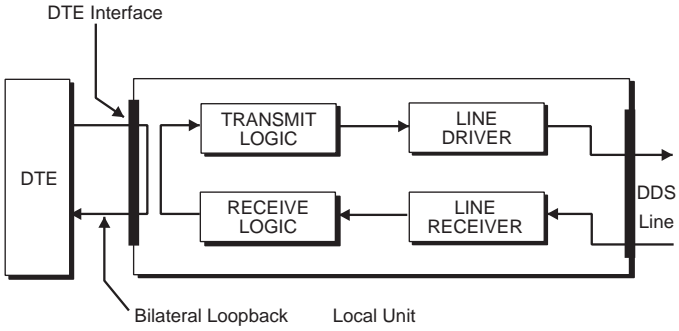 DTE Interface
TRANSMIT
LOGIC
LINE
DRIVER
DTE
DDS
Line
RECEIVE
LOGIC
LINE
RECEIVER
Bilateral Loopback
Local Unit